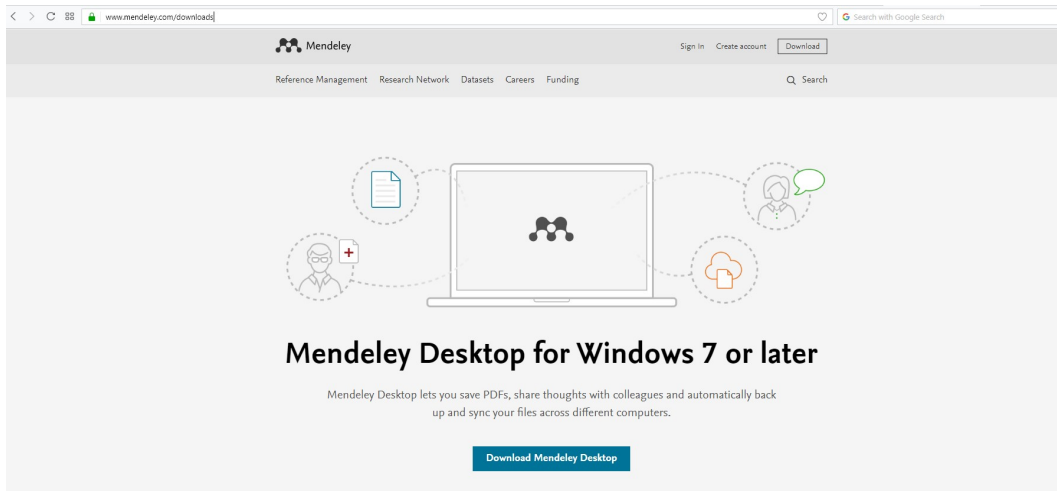 www.mendeley.com/downloads
G Search with Google Search
Mendeley
Sign In Create account Download
Reference Management Research Network Datasets Careers Funding
Search
Mendeley Desktop for Windows 7 or later
Mendeley Desktop lets you save PDFs, share thoughts with colleagues and automatically back
up and sync your files across different computers.
Download Mendeley Desktop